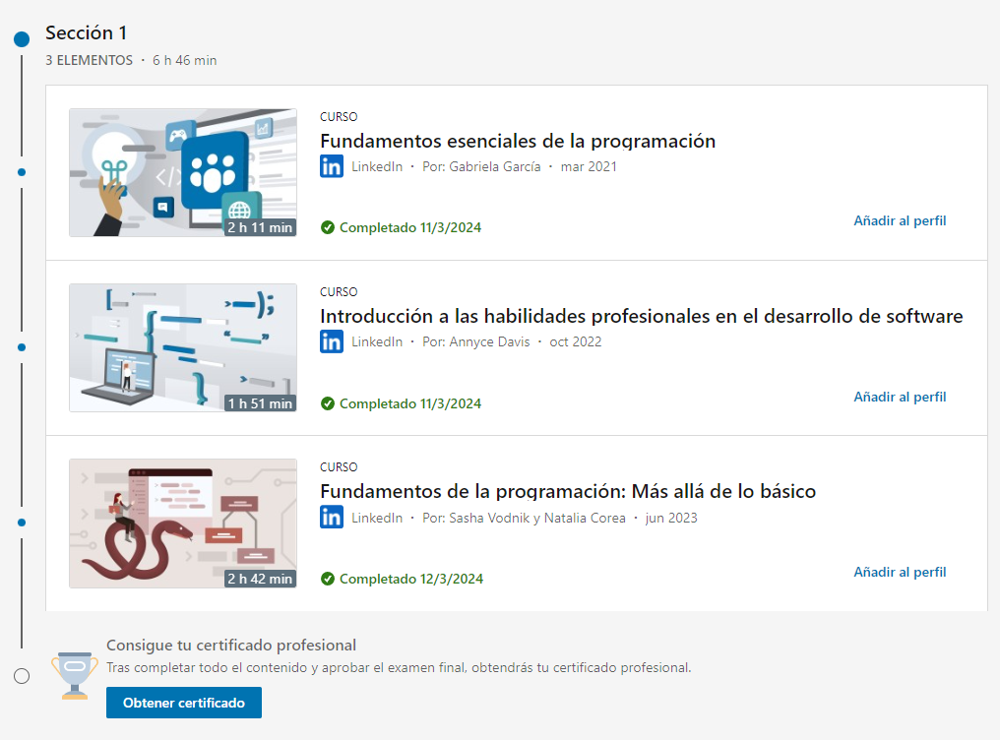 Sección 1
3 ELEMENTOS · 6 h 46 min
CURSO
Fundamentos esenciales de la programación
in LinkedIn · Por: Gabriela García · mar 2021
2 h 11 min
Completado 11/3/2024
Añadir al perfil
CURSO
Introducción a las habilidades profesionales en el desarrollo de software
in LinkedIn · Por: Annyce Davis · oct 2022
1 h 51 min
Completado 11/3/2024
Añadir al perfil
CURSO
Fundamentos de la programación: Más allá de lo básico
in LinkedIn · Por: Sasha Vodnik y Natalia Corea · jun 2023
2 h 42 min
Completado 12/3/2024
Añadir al perfil
Consigue tu certificado profesional
Tras completar todo el contenido y aprobar el examen final, obtendrás tu certificado profesional.
Obtener certificado